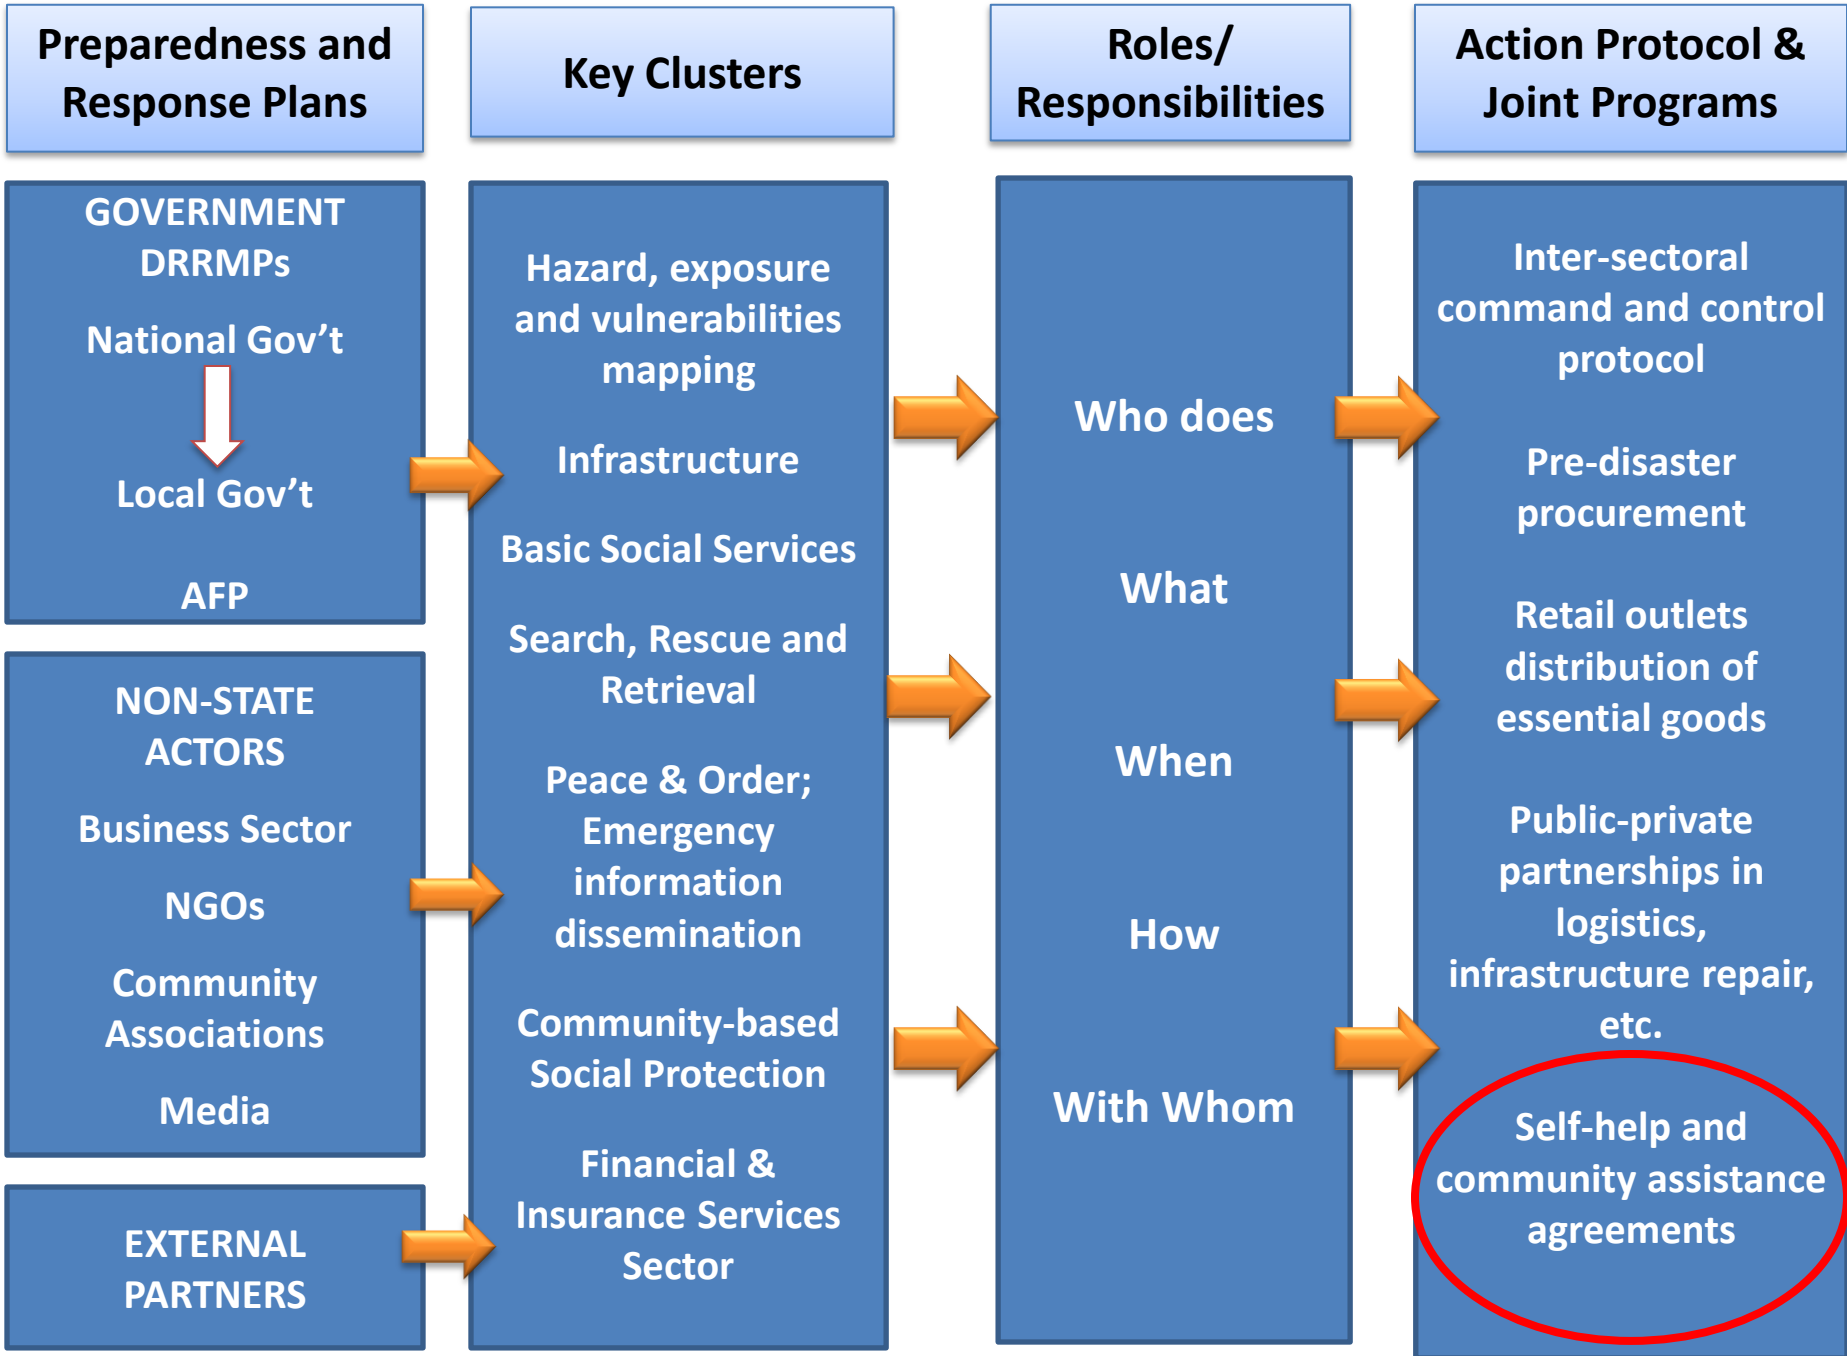 Preparedness and
Response Plans
Key Clusters
Roles/
Responsibilities
Action Protocol &
Joint Programs
GOVERNMENT
DRRMPs
National Gov’t
Local Gov’t
AFP
NON-STATE
ACTORS
Business Sector
NGOs
Community
Associations
Media
EXTERNAL
PARTNERS
Hazard, exposure
and vulnerabilities
mapping
Infrastructure
Basic Social Services
Search, Rescue and
Retrieval
Peace & Order;
Emergency
information
dissemination
Community-based
Social Protection
Financial &
Insurance Services
Sector
Who does
What
When
How
With Whom
Inter-sectoral
command and control
protocol
Pre-disaster
procurement
Retail outlets
distribution of
essential goods
Public-private
partnerships in
logistics,
infrastructure repair,
etc.
Self-help and
community assistance
agreements